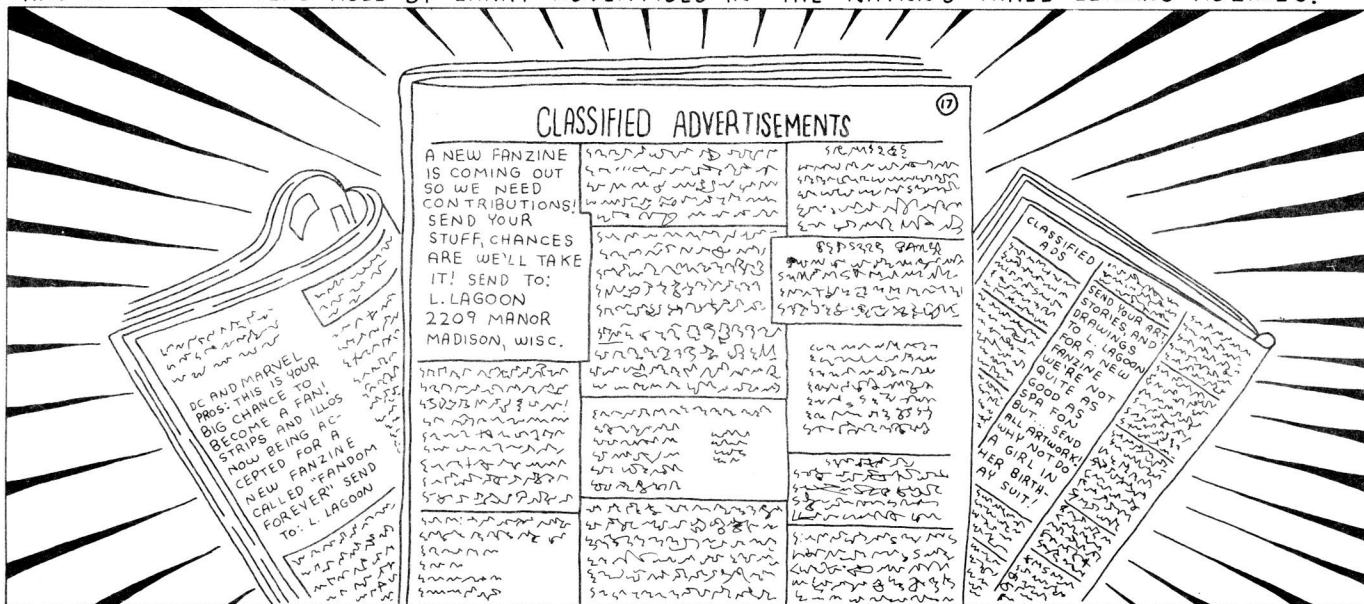 CLASSIFIED ADVERTISEMENTS
17
A NEW FANZINE
IS COMING OUT
SO WE NEED
CONTRIBUTIONS!
SEND YOUR
STUFF, CHANCES
ARE WE'LL TAKE
IT! SEND TO:
L. LAGOON
2209 MANOR
MADISON, WISC.
DC AND MARVEL
PROS: THIS IS YOUR
BIG CHANCE TO
BECOME A FAN!
STRIPS AND ILLOS
NOW BEING AC-
CEPTED FOR A
NEW FANZINE
CALLED "FANDOM
FOREVER" SEND
TO: L. LAGOON
CLASSIFIED
ADS
SEND YOUR ART
STORIES, AND
DRAWINGS
TO L. LAGOON
FOR A NEW
FANZINE
WE'RE NOT
QUITE AS
GOOD AS
SPA FON
BUT... SEND
ALL ARTWORK!
WHY NOT DO
A GIRL IN
HER BIRTH-
AY SUIT!